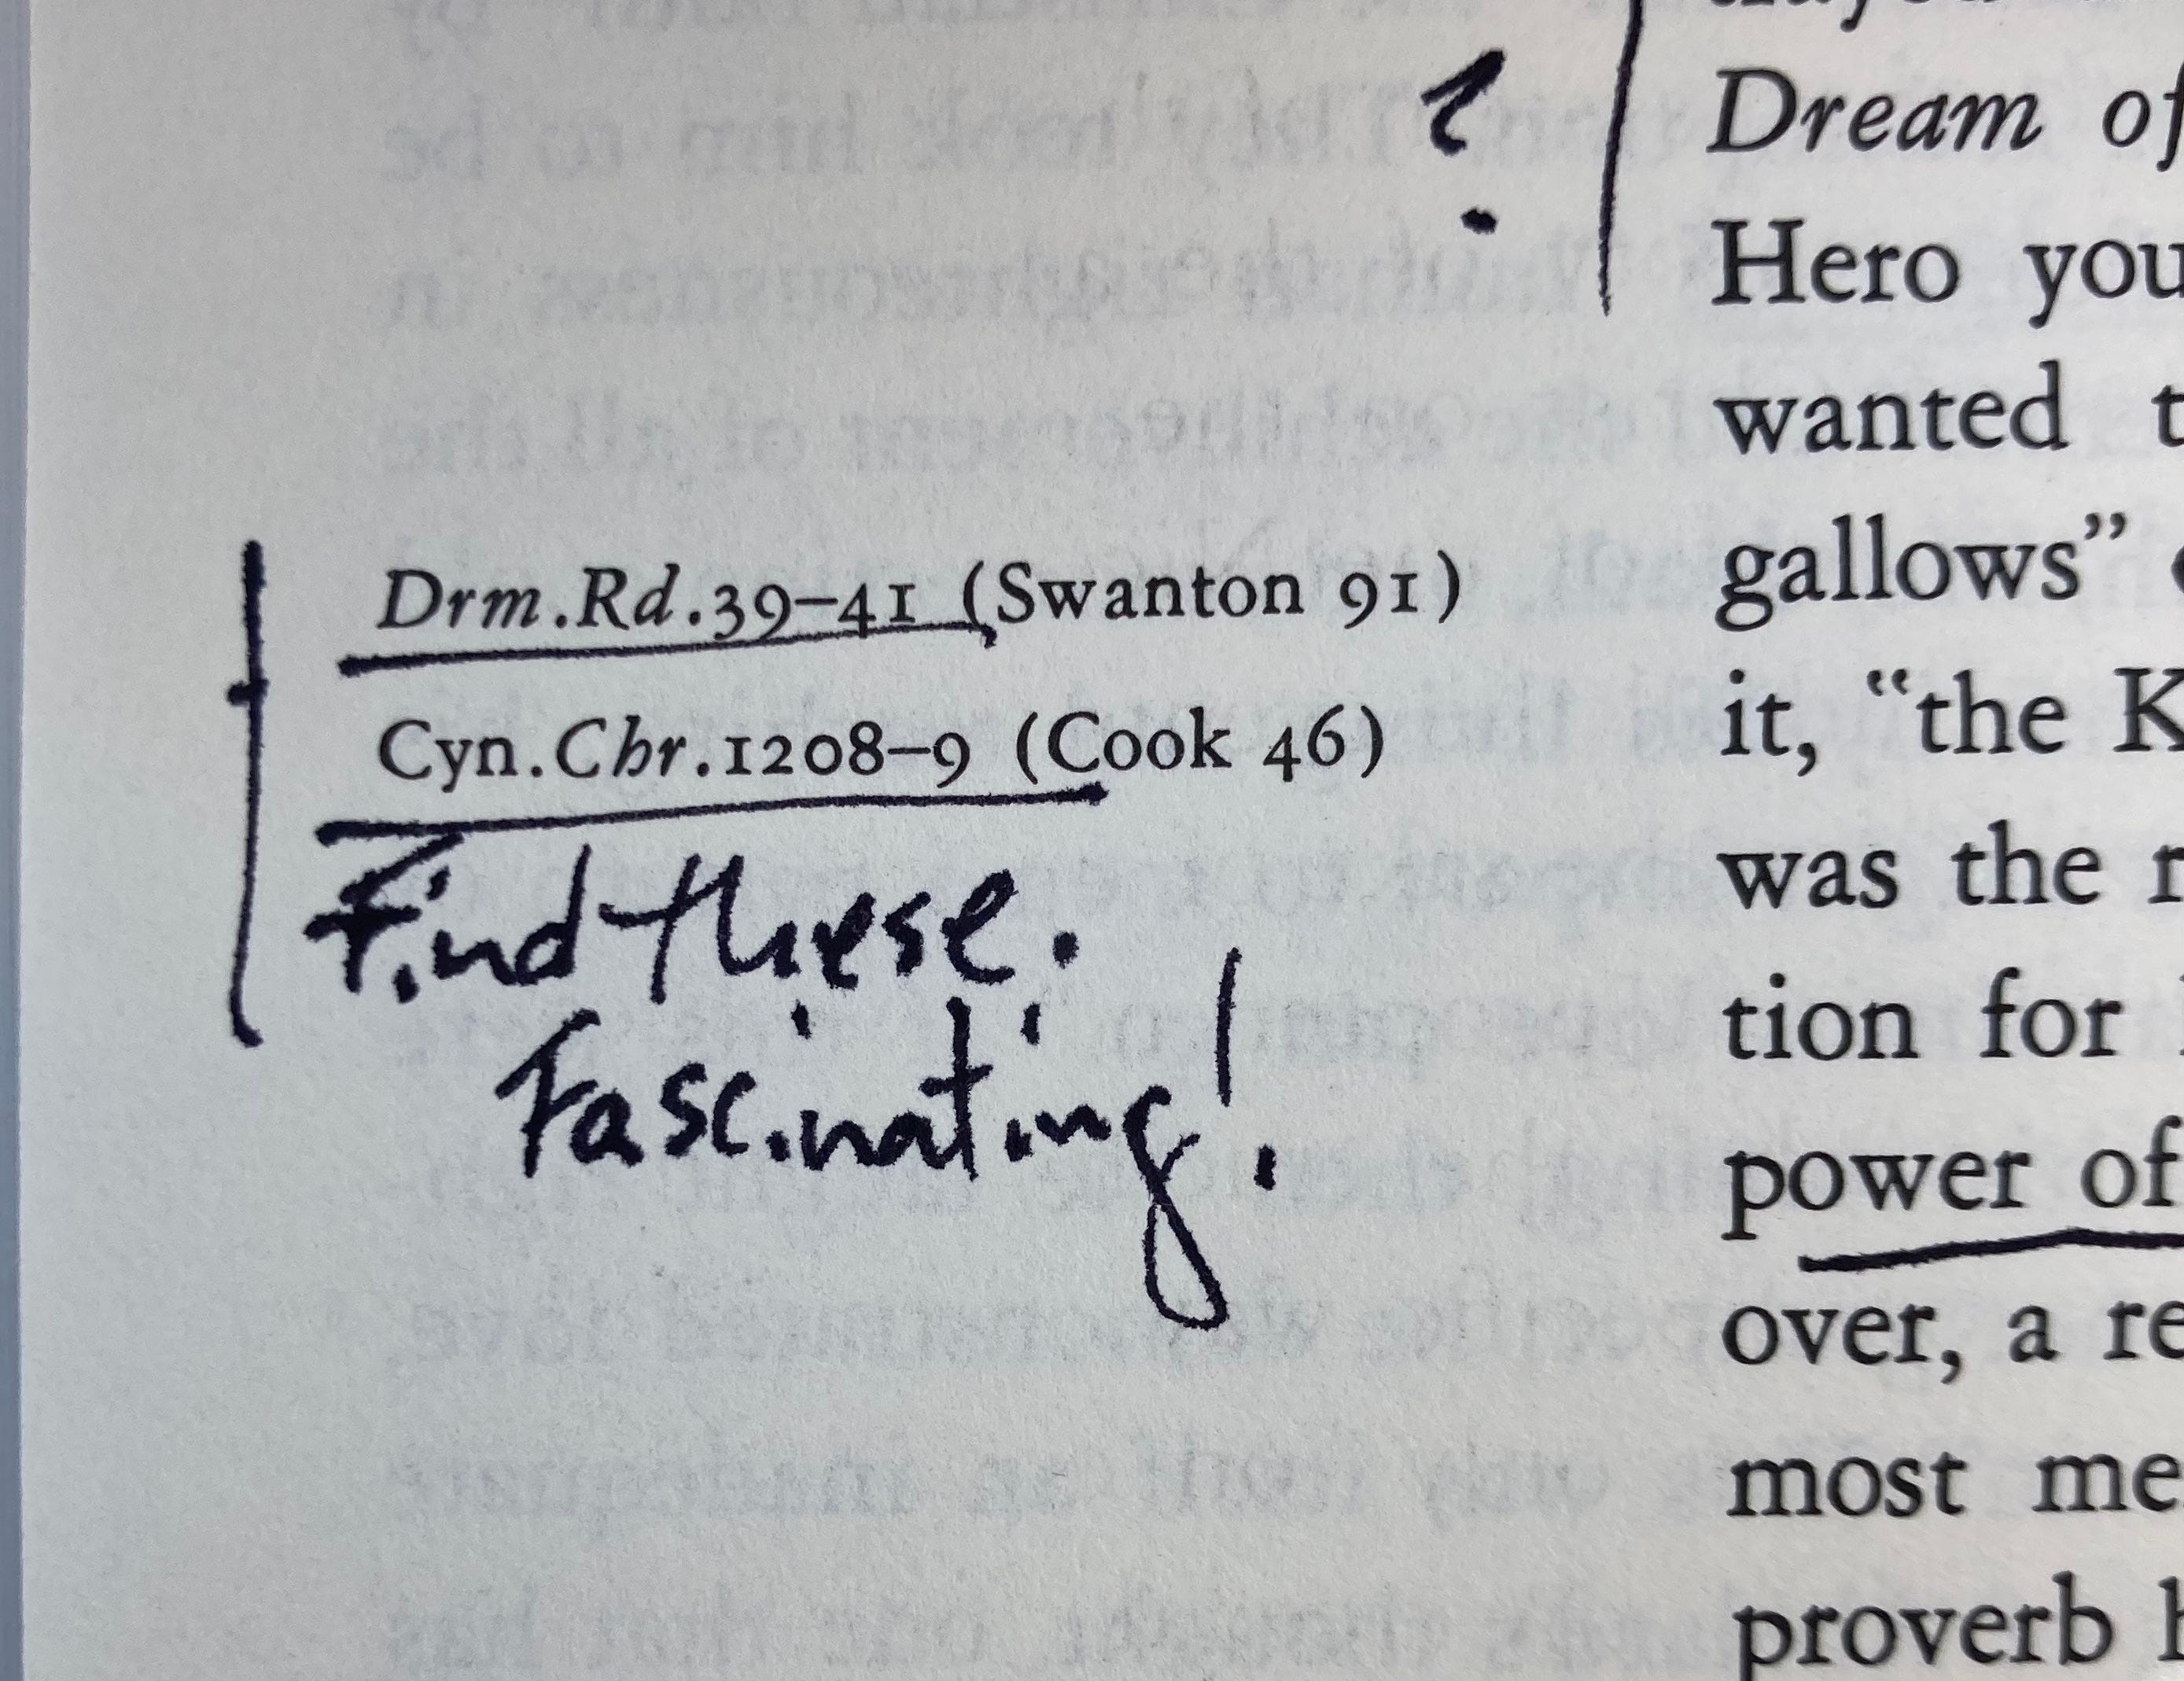 ?
Drm.Rd.39–41 (Swanton 91)
Cyn.Chr.1208–9 (Cook 46)
Find these.
Fascinating!
Dream of
Hero you
wanted t
gallows”
it, “the K
was the
tion for
power of
over, a re
most me
proverb